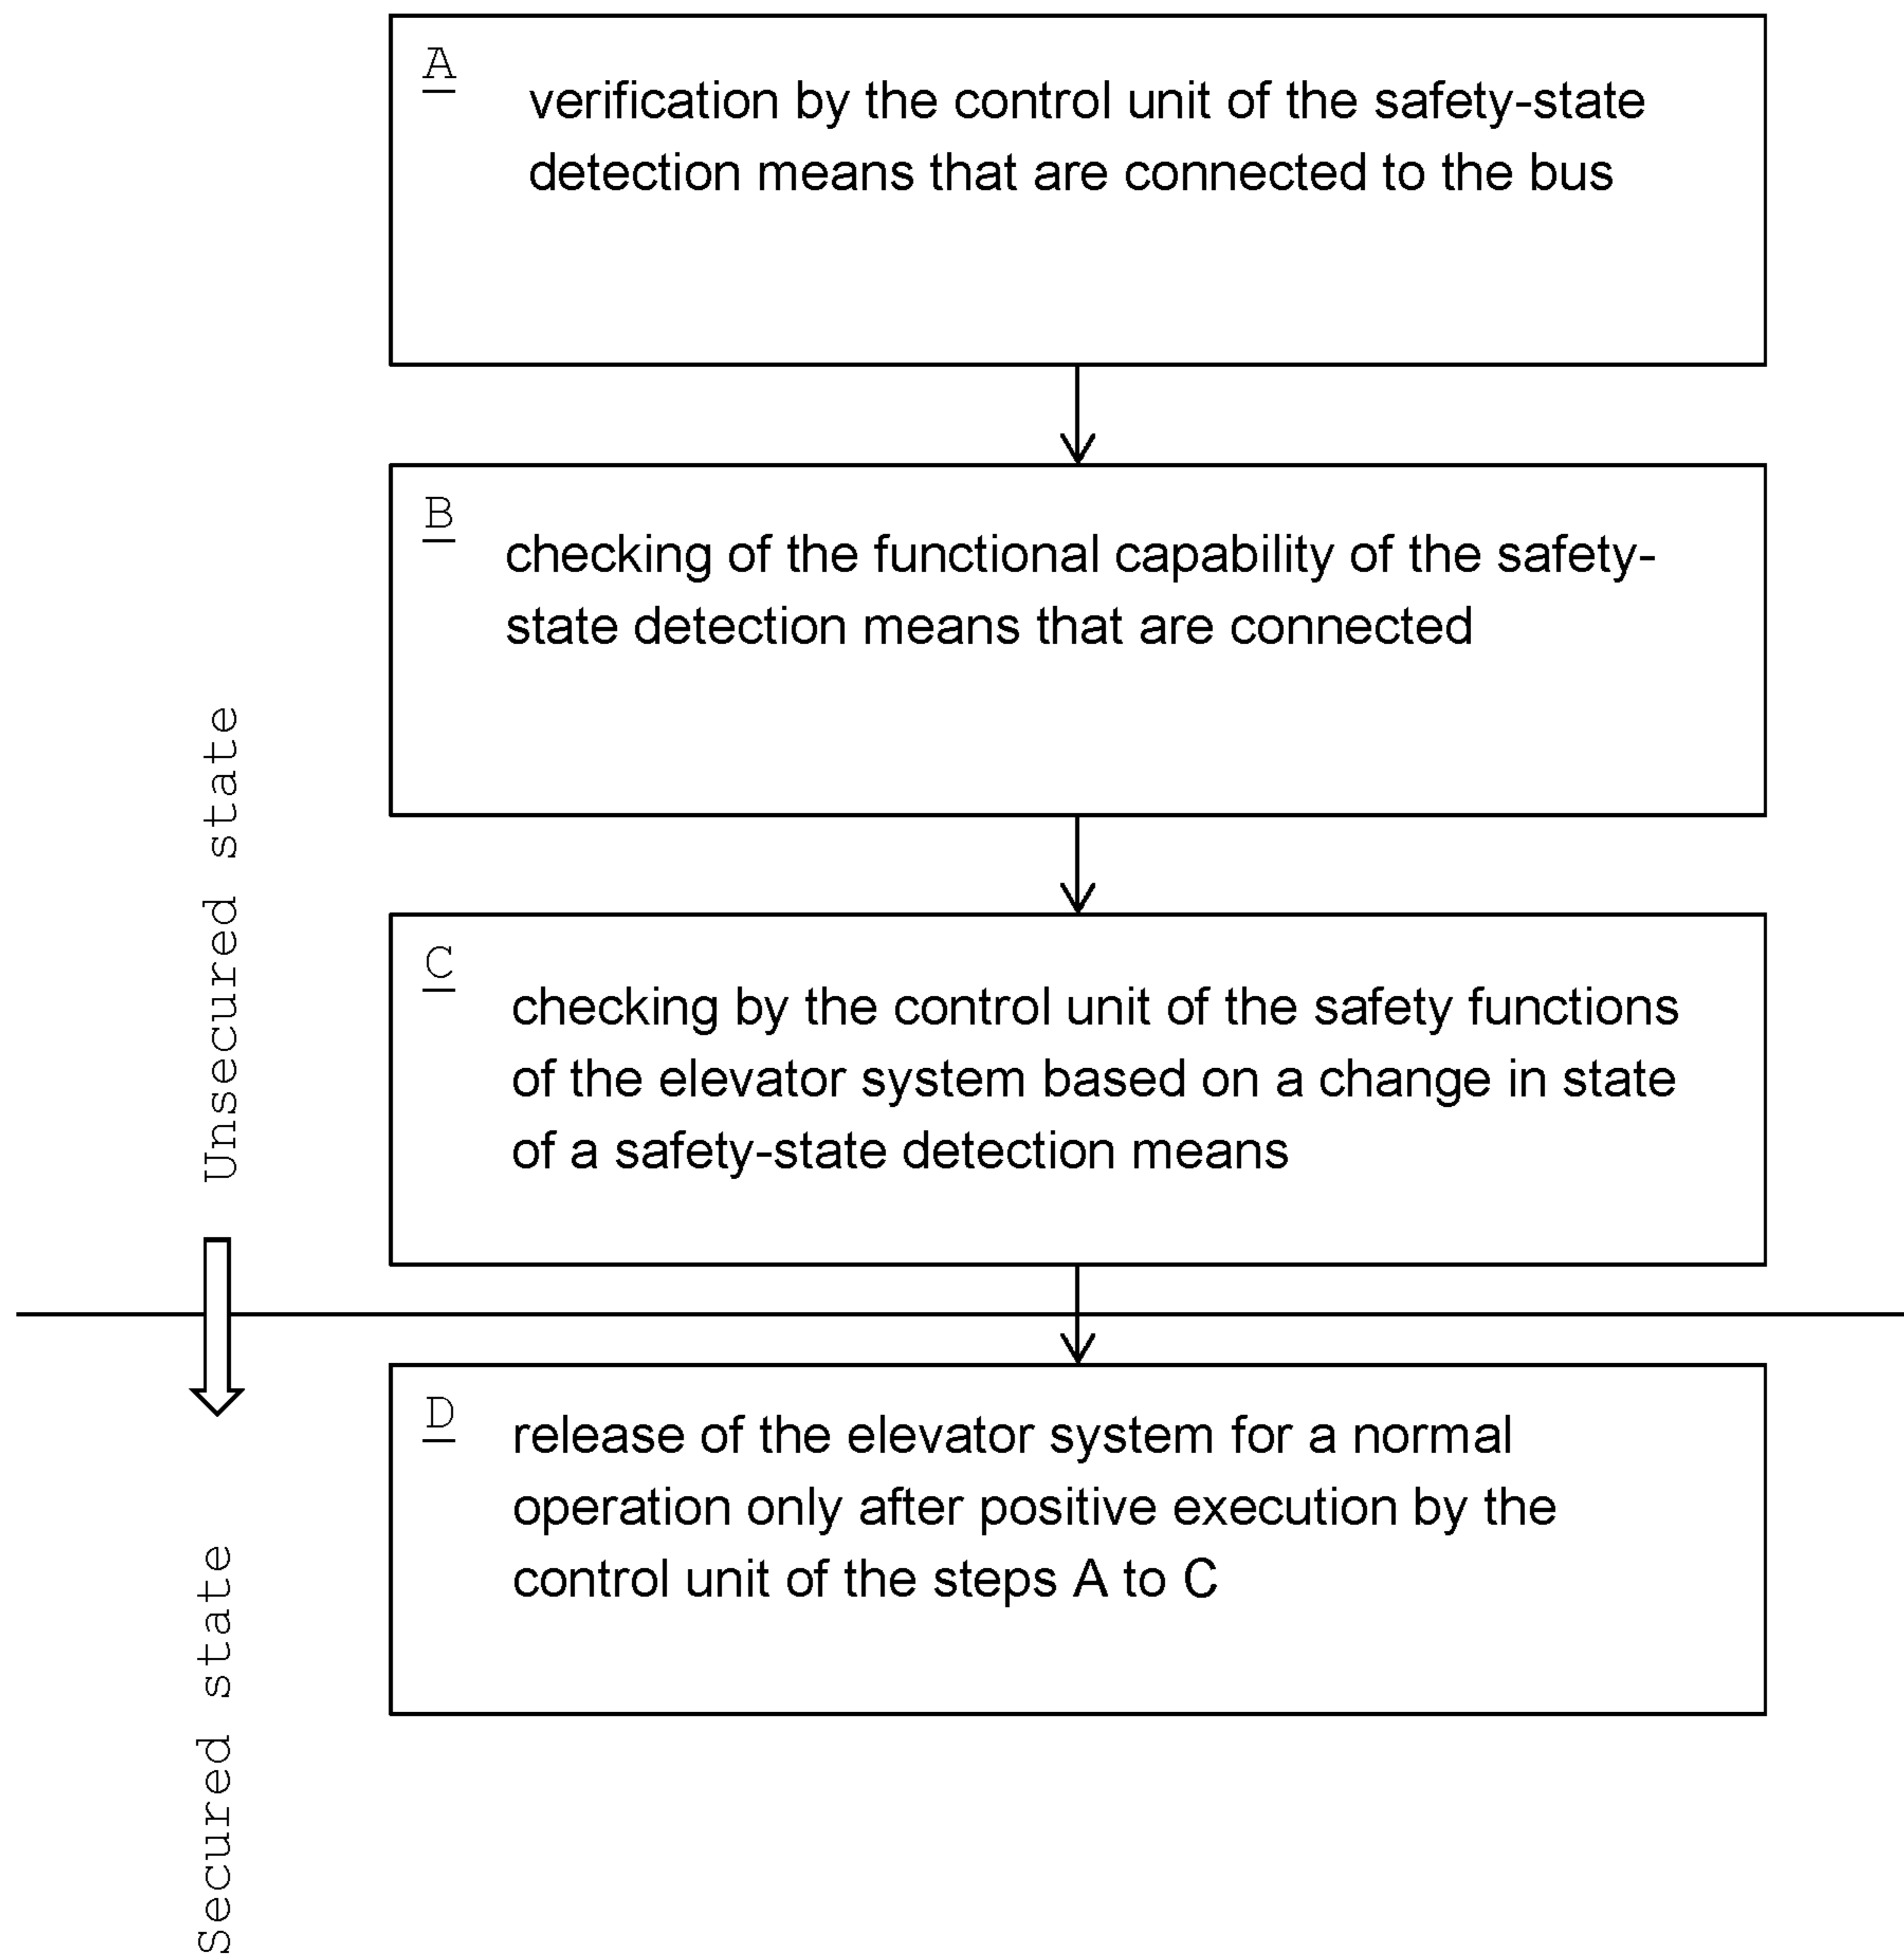 A
verification by the control unit of the safety-state
detection means that are connected to the bus
B
checking of the functional capability of the safety-
state detection means that are connected
Unsecured state
C
checking by the control unit of the safety functions
of the elevator system based on a change in state
of a safety-state detection means
D
release of the elevator system for a normal
operation only after positive execution by the
control unit of the steps A to C
Secured state